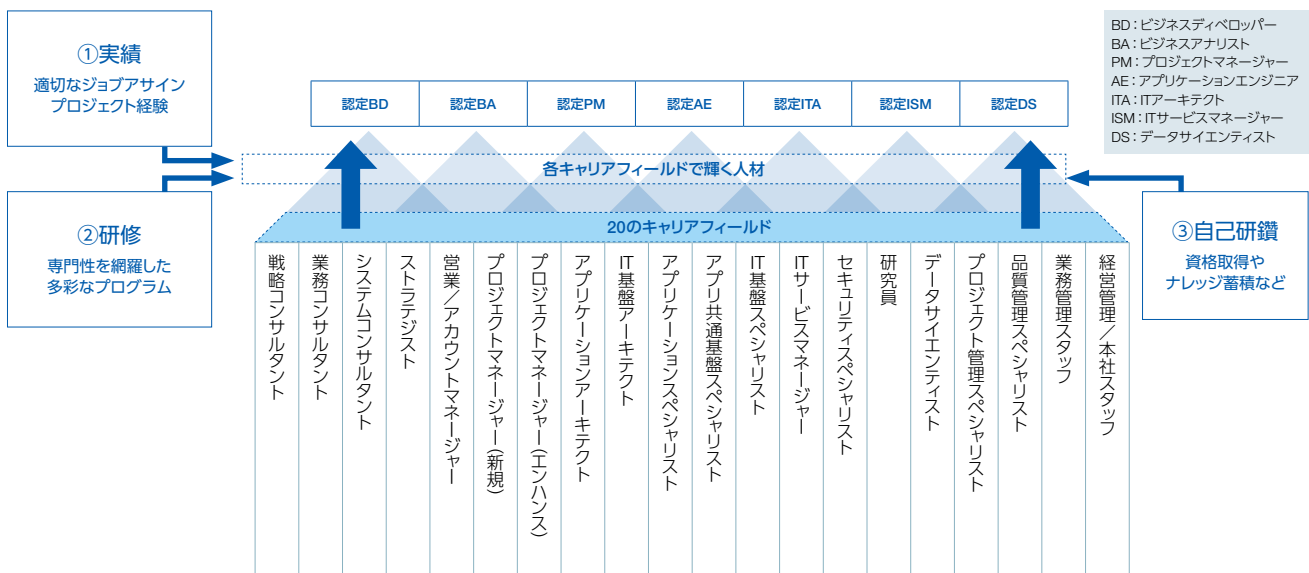 ①実績
適切なジョブアサイン
プロジェクト経験
②研修
専門性を網羅した
多彩なプログラム
BD：ビジネスディベロッパー
BA：ビジネスアナリスト
PM：プロジェクトマネージャー
AE：アプリケーションエンジニア
ITA：ITアーキテクト
ISM：ITサービスマネージャー
DS：データサイエンティスト
認定BD
認定BA
認定PM
認定AE
認定ITA
認定ISM
認定DS
各キャリアフィールドで輝く人材
20のキャリアフィールド
③自己研鑽
資格取得や
ナレッジ蓄積など
戦略コンサルタント
業務コンサルタント
システムコンサルタント
ストラテジスト
営業／アカウントマネージャー
プロジェクトマネージャー（新規）
プロジェクトマネージャー（エンハンス）
アプリケーションアーキテクト
IT基盤アーキテクト
アプリケーションスペシャリスト
アプリ共通基盤スペシャリスト
IT基盤スペシャリスト
ITサービスマネージャー
セキュリティスペシャリスト
研究員
データサイエンティスト
プロジェクト管理スペシャリスト
品質管理スペシャリスト
業務管理スタッフ
経営管理／本社スタッフ